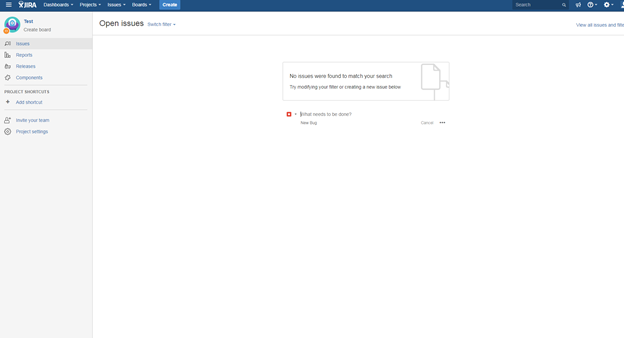 JIRA Dashboards Projects Issues Boards Create Search
Test
Create board
Issues
Reports
Releases
Components
PROJECT SHORTCUTS
Add shortcut
Invite your team
Project settings
Open issues Switch filter
View all issues and
No issues were found to match your search
Try modifying your filter or creating a new issue below.
What needs to be done?
New Bug
Cancel